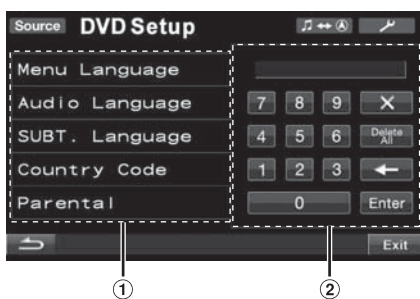 Source DVD Setup
Menu Language
Audio Language
SUBT. Language
Country Code
Parental
7 8 9
4 5 6 Delete All
1 2 3
0 Enter
Exit
1 2